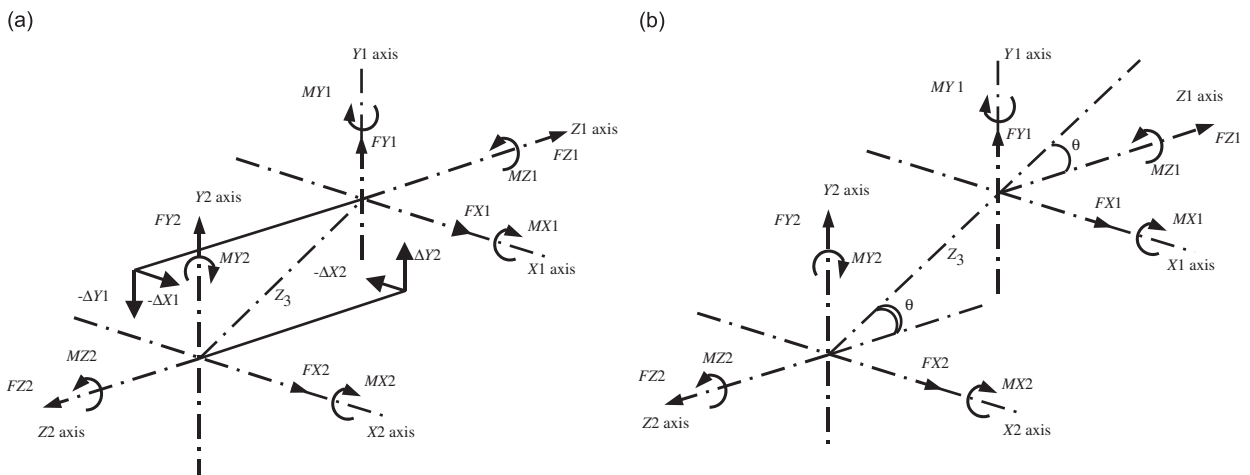 (a)
Y1 axis
MY1
FY1
Z1 axis
FZ1
MZ1
Y2 axis
FY2
FX1
MX1
MY2
-ΔX2
ΔY2
X1 axis
-ΔY1
-ΔX1
Z3
MZ2
FZ2
FX2
MX2
Z2 axis
X2 axis
(b)
Y1 axis
MY 1
Z1 axis
FY1
θ
FZ1
MZ1
Y2 axis
FY2
FX1
MX1
MY2
Z3
X1 axis
θ
MZ2
FZ2
FX2
MX2
Z2 axis
X2 axis